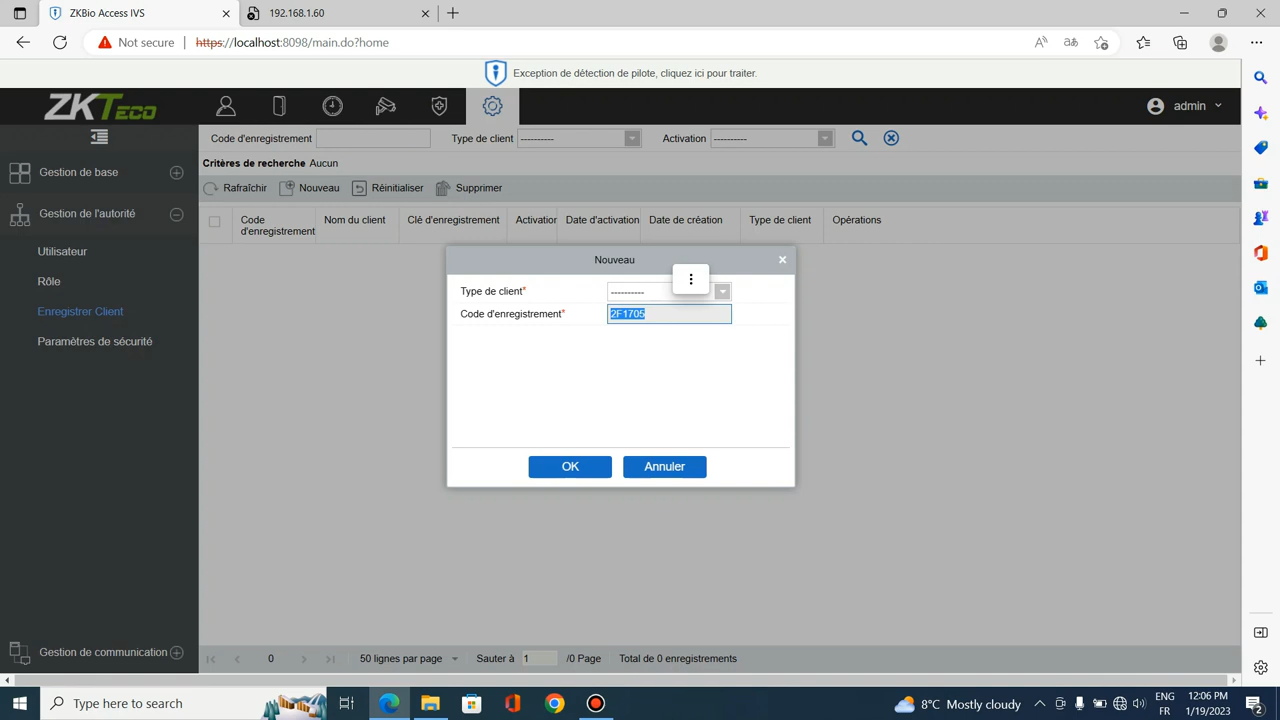 ZKBio Access IVS
192.168.1.60
Not secure
https://localhost:8098/main.do?home
Exception de détection de pilote, cliquez ici pour traiter.
ZKTeco
admin
Code d'enregistrement
Type de client
----------
Activation
----------
Critères de recherche Aucun
Rafraîchir
Nouveau
Réinitialiser
Supprimer
Gestion de base
Gestion de l'autorité
Utilisateur
Rôle
Enregistrer Client
Paramètres de sécurité
Gestion de communication
Code
d'enregistrement
Nom du client
Clé d'enregistrement
Activation
Date d'activation
Date de création
Type de client
Opérations
Nouveau
Type de client*
----------
Code d'enregistrement*
2F1705
OK
Annuler
0
50 lignes par page
Sauter à
1
/0 Page
Total de 0 enregistrements
Type here to search
8°C Mostly cloudy
ENG
FR
12:06 PM
1/19/2023
2